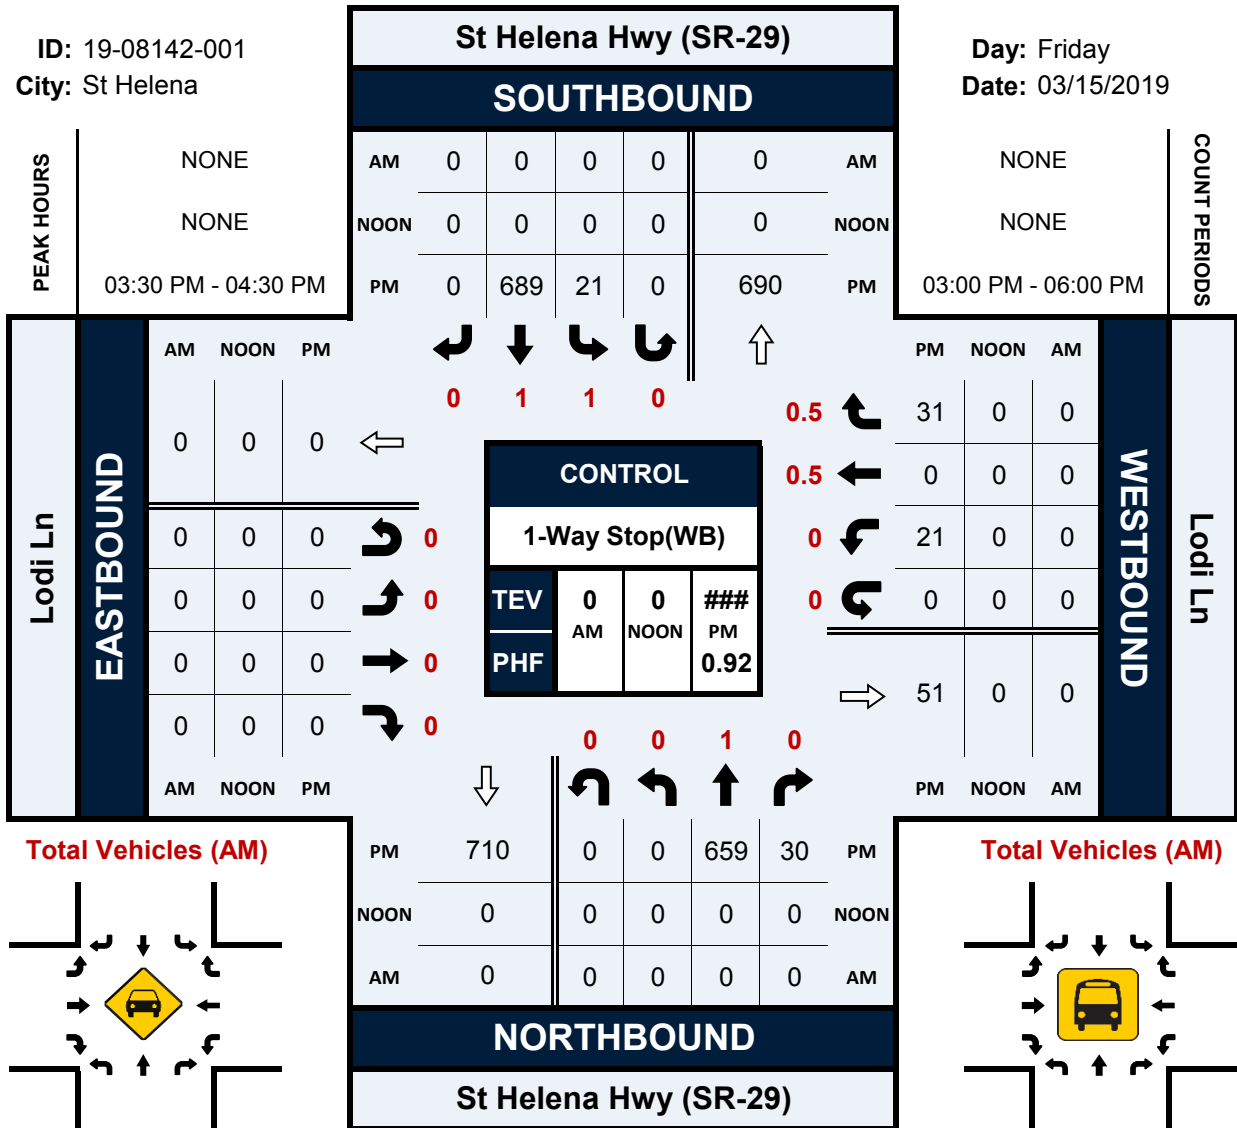 St Helena Hwy (SR-29)
ID: 19-08142-001
Day: Friday
City: St Helena
Date: 03/15/2019
SOUTHBOUND
PEAK HOURS
NONE
AM 0 0 0 0 0 AM
NONE
COUNT PERIODS
NONE
NOON 0 0 0 0 0 NOON
NONE
03:30 PM - 04:30 PM
PM 0 689 21 0 690 PM
03:00 PM - 06:00 PM
0 1 1 0
Lodi Ln
EASTBOUND
AM NOON PM
0 0 0
0 0 0 0
0 0 0 0
0 0 0 0
0 0 0 0
AM NOON PM
CONTROL
1-Way Stop(WB)
TEV 0 0 ###
AM NOON PM
PHF 0.92
PM NOON AM
0.5 31 0 0
0.5 0 0 0
0 21 0 0
0 0 0 0
51 0 0
PM NOON AM
WESTBOUND
Lodi Ln
0 0 1 0
Total Vehicles (AM)
PM 710 0 0 659 30 PM
Total Vehicles (AM)
NOON 0 0 0 0 0 NOON
AM 0 0 0 0 0 AM
NORTHBOUND
St Helena Hwy (SR-29)